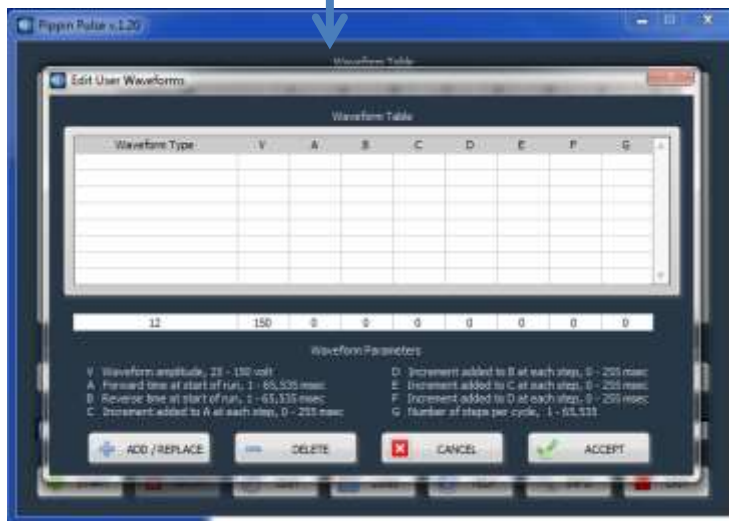 Pippin Pulse v.1.20
Waveform Table
Edit User Waveforms
Waveform Table
Waveform Type V A B C D E F G
12 150 0 0 0 0 0 0 0
Waveform Parameters
V Waveform amplitude, 25 - 150 volt
A Forward time at start of run, 1 - 65,535 msec
B Reverse time at start of run, 1 - 65,535 msec
C Increment added to A at each step, 0 - 255 msec
D Increment added to B at each step, 0 - 255 msec
E Increment added to C at each step, 0 - 255 msec
F Increment added to D at each step, 0 - 255 msec
G Number of steps per cycle, 1 - 65,535
ADD / REPLACE DELETE CANCEL ACCEPT